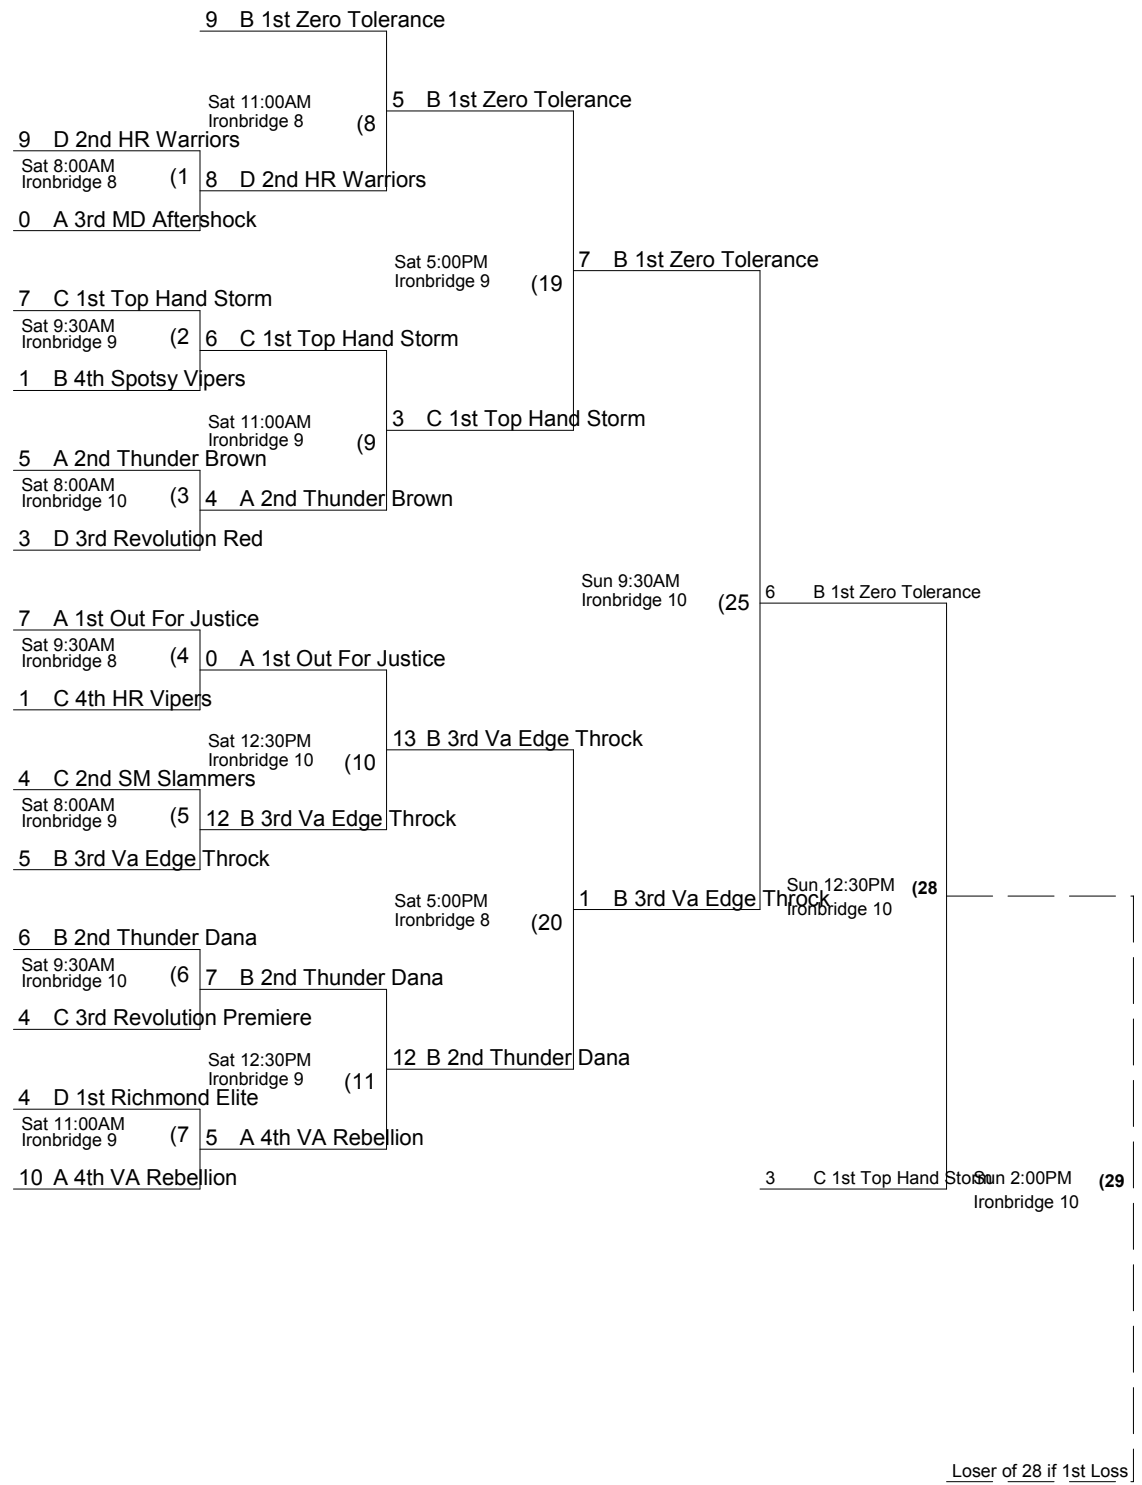 9 B 1st Zero Tolerance
Sat 11:00AM
Ironbridge 8 (8
5 B 1st Zero Tolerance
9 D 2nd HR Warriors
Sat 8:00AM
Ironbridge 8 (1
8 D 2nd HR Warriors
0 A 3rd MD Aftershock
Sat 5:00PM
Ironbridge 9 (19
7 B 1st Zero Tolerance
7 C 1st Top Hand Storm
Sat 9:30AM
Ironbridge 9 (2
6 C 1st Top Hand Storm
1 B 4th Spotsy Vipers
Sat 11:00AM
Ironbridge 9 (9
3 C 1st Top Hand Storm
5 A 2nd Thunder Brown
Sat 8:00AM
Ironbridge 10 (3
4 A 2nd Thunder Brown
3 D 3rd Revolution Red
Sun 9:30AM
Ironbridge 10 (25
6 B 1st Zero Tolerance
7 A 1st Out For Justice
Sat 9:30AM
Ironbridge 8 (4
0 A 1st Out For Justice
1 C 4th HR Vipers
Sat 12:30PM
Ironbridge 10 (10
13 B 3rd Va Edge Throck
4 C 2nd SM Slammers
Sat 8:00AM
Ironbridge 9 (5
12 B 3rd Va Edge Throck
5 B 3rd Va Edge Throck
Sat 5:00PM
Ironbridge 8 (20
1 B 3rd Va Edge Throck
Sun 12:30PM (28
Ironbridge 10
6 B 2nd Thunder Dana
Sat 9:30AM
Ironbridge 10 (6
7 B 2nd Thunder Dana
4 C 3rd Revolution Premiere
Sat 12:30PM
Ironbridge 9 (11
12 B 2nd Thunder Dana
4 D 1st Richmond Elite
Sat 11:00AM
Ironbridge 9 (7
5 A 4th VA Rebellion
10 A 4th VA Rebellion
3 C 1st Top Hand Storm
Sun 2:00PM (29
Ironbridge 10
Loser of 28 if 1st Loss